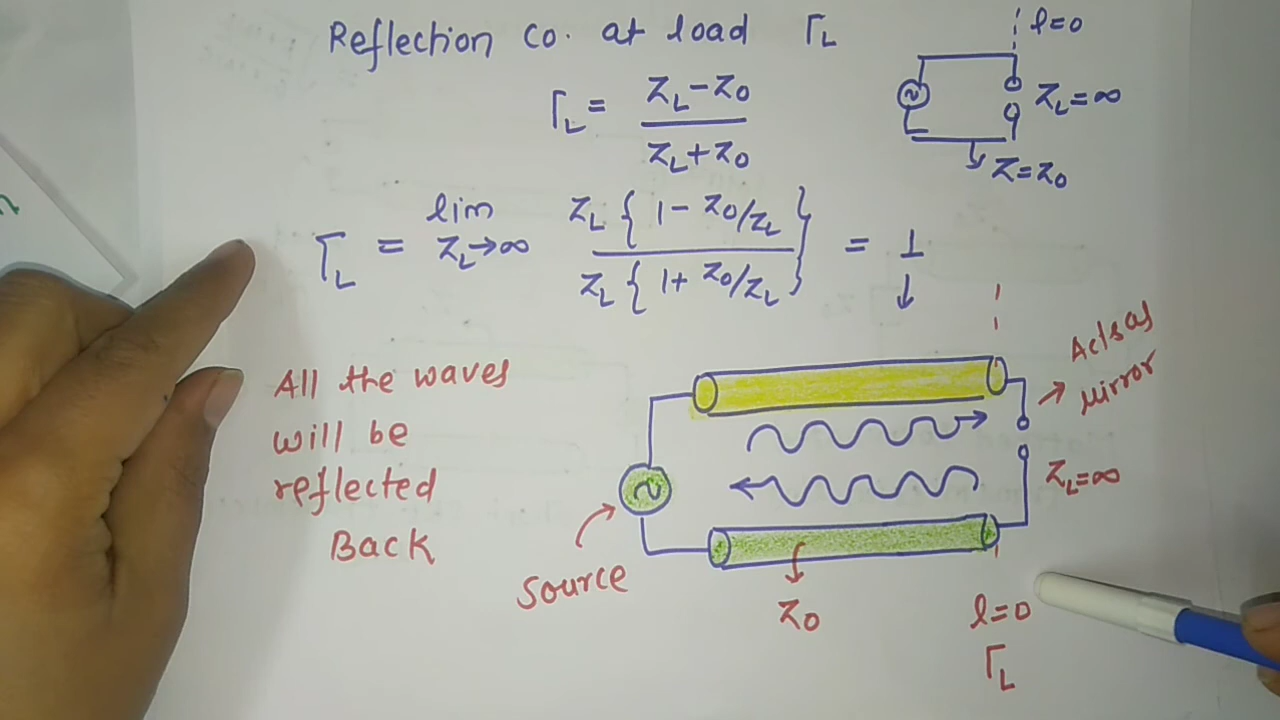 Reflection Co. at load Γ_L
l=0
Γ_L = (Z_L-Z_0)/(Z_L+Z_0)
Z_L=∞
Z=Z_0
Γ_L = lim Z_L→∞ Z_L{1-Z_0/Z_L}/Z_L{1+Z_0/Z_L} = 1
↓
All the waves
will be
reflected
Back
Acts as
Mirror
Z_L=∞
Source
Z_0
l=0
Γ_L